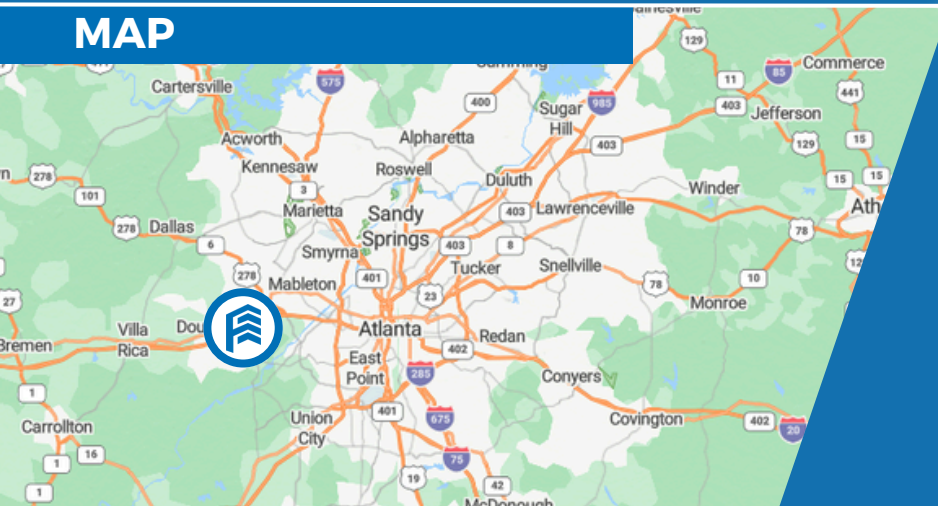 MAP
129
Commerce
85
575
Cartersville
11
400
Sugar
Hill
985
403
441
Jefferson
Acworth
Alpharetta
403
129
15
Kennesaw
Roswell
278
3
Duluth
15
15
101
Winder
Marietta
Sandy
Springs
403
Lawrenceville
278
Dallas
6
78
Smyrna
403
8
278
Mableton
401
Tucker
Snellville
10
78
27
23
Monroe
Villa
Rica
Atlanta
Redan
Bremen
402
East
Point
285
Conyers
1
401
675
Union
City
Covington
402
20
Carrollton
16
1
75
19
42
1
McDonough